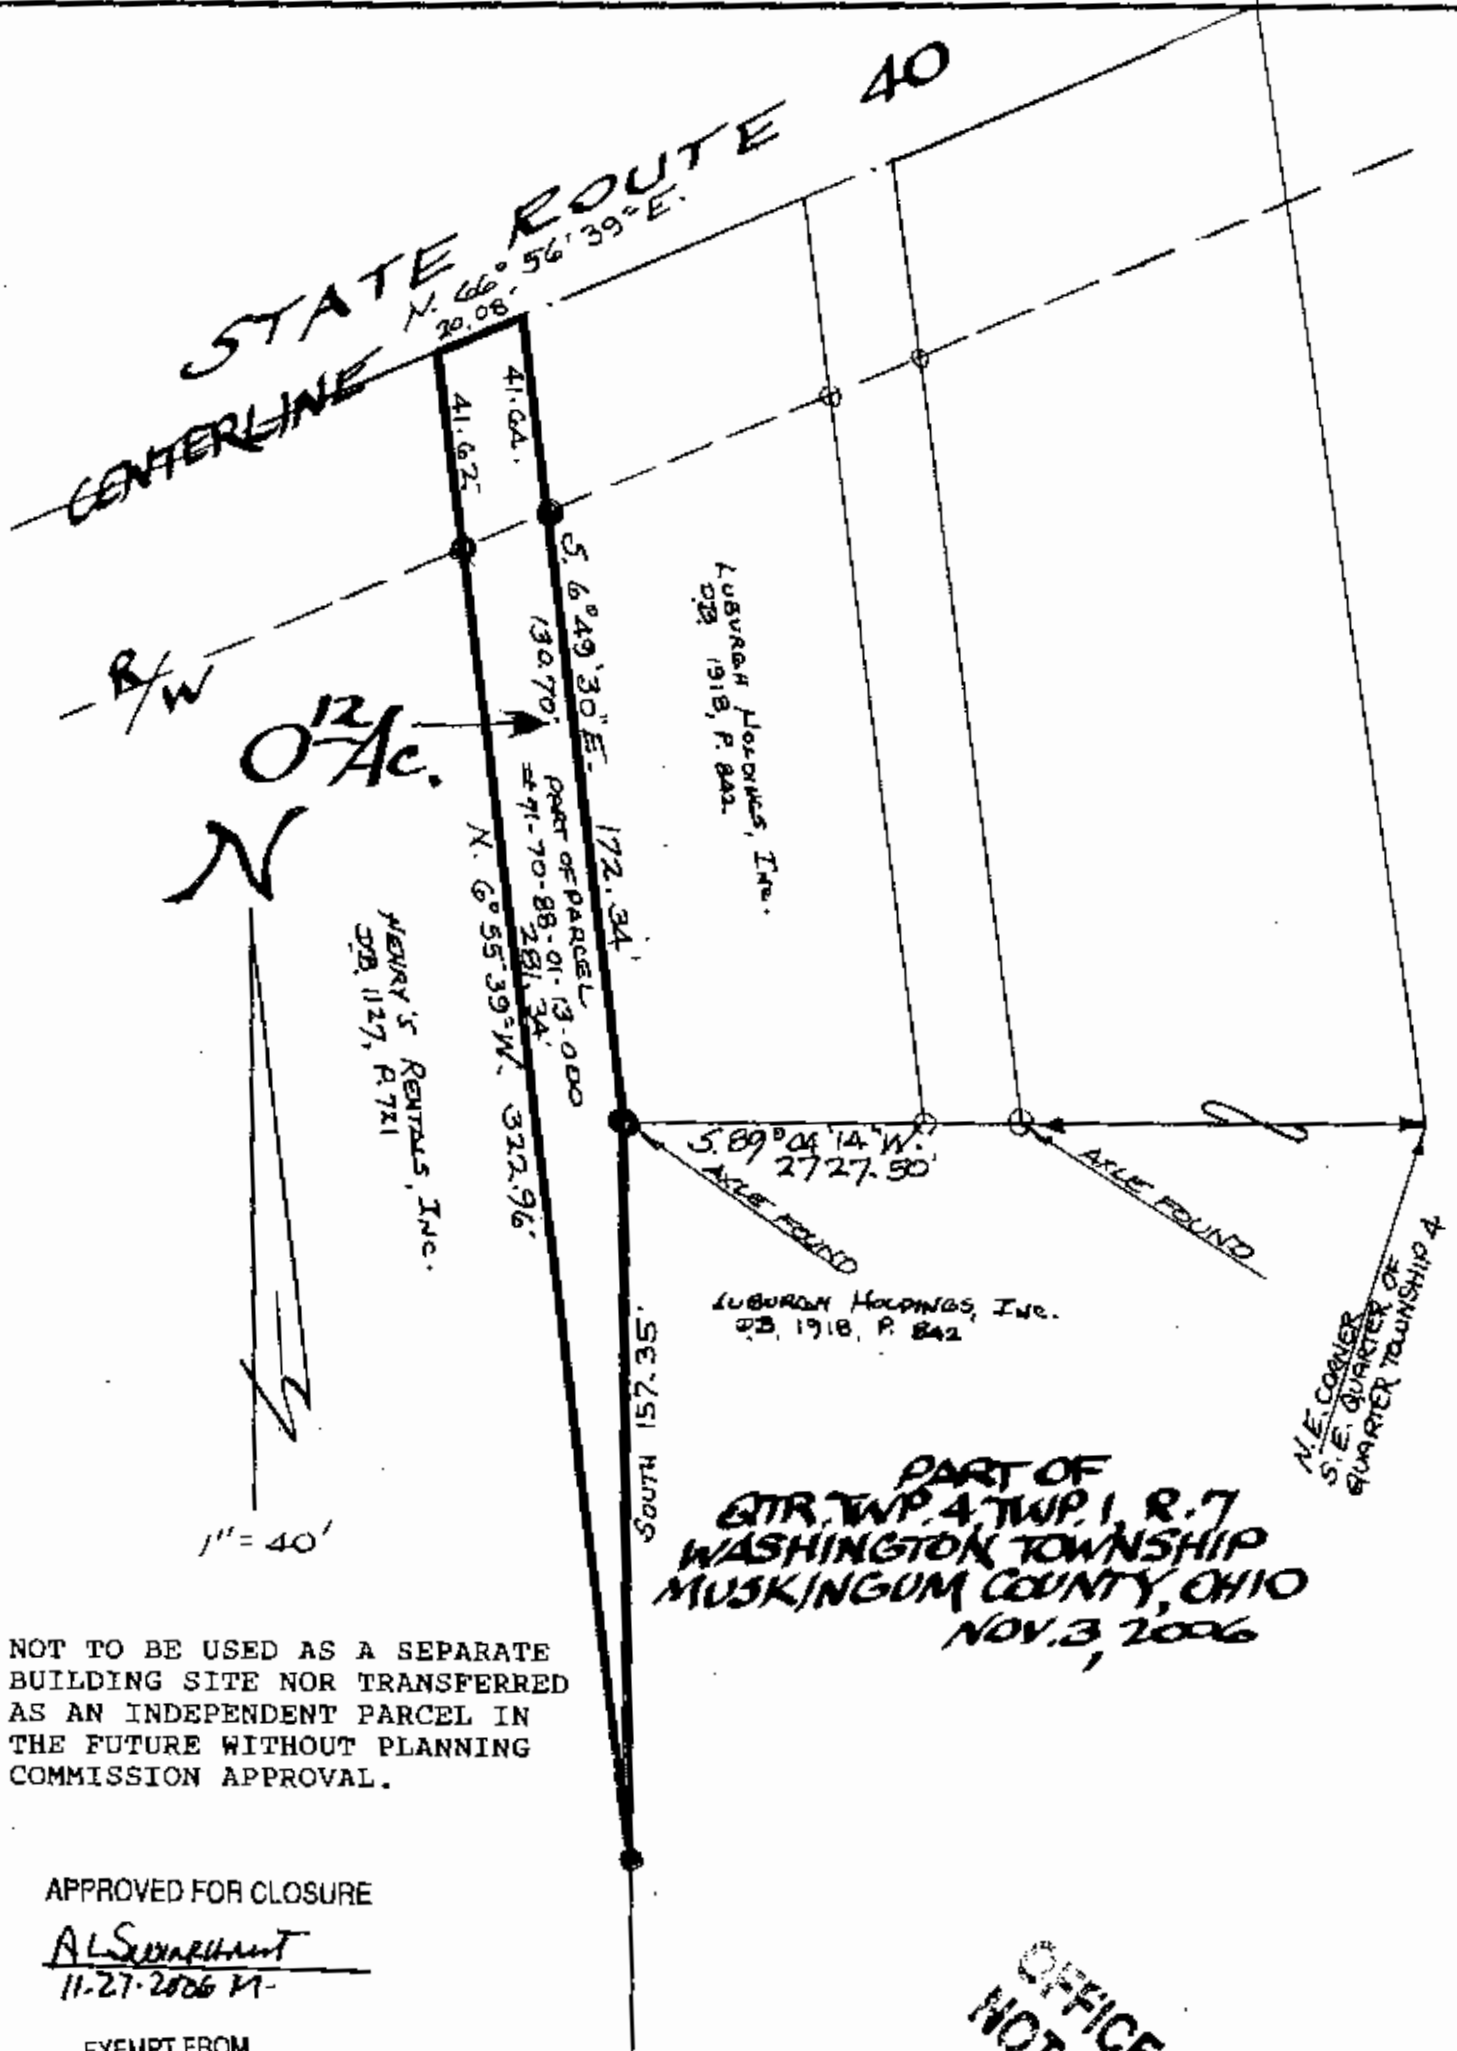 STATE ROUTE 40
N. 66° 56' 39" E.
20.08'
CENTERLINE
41.64'
41.62'
R/W
S. 6° 49' 30" E. 172.34'
130.70'
0 12/Ac.
PART OF PARCEL
#71-70-88-01-13-000
281.34'
N. 6° 55' 39" W. 322.96'
LUBURGH HOLDINGS, INC.
D.B. 1918, P. 842
N
HENRY'S RENTALS, INC.
D.B. 1127, P. 721
1" = 40'
S. 89° 04' 14" W.
2727.50'
AXLE FOUND
AXLE FOUND
LUBURGH HOLDINGS, INC.
D.B. 1918, P. 842
N.E. CORNER
S.E. QUARTER OF
QUARTER TOWNSHIP 4
SOUTH 157.35'
PART OF
QTR. TWP. 4, TWP. 1, R. 7
WASHINGTON TOWNSHIP
MUSKINGUM COUNTY, OHIO
NOV. 3, 2006
NOT TO BE USED AS A SEPARATE
BUILDING SITE NOR TRANSFERRED
AS AN INDEPENDENT PARCEL IN
THE FUTURE WITHOUT PLANNING
COMMISSION APPROVAL.
APPROVED FOR CLOSURE
11-27-2006
EXEMPT FROM
OFFICE
NOT